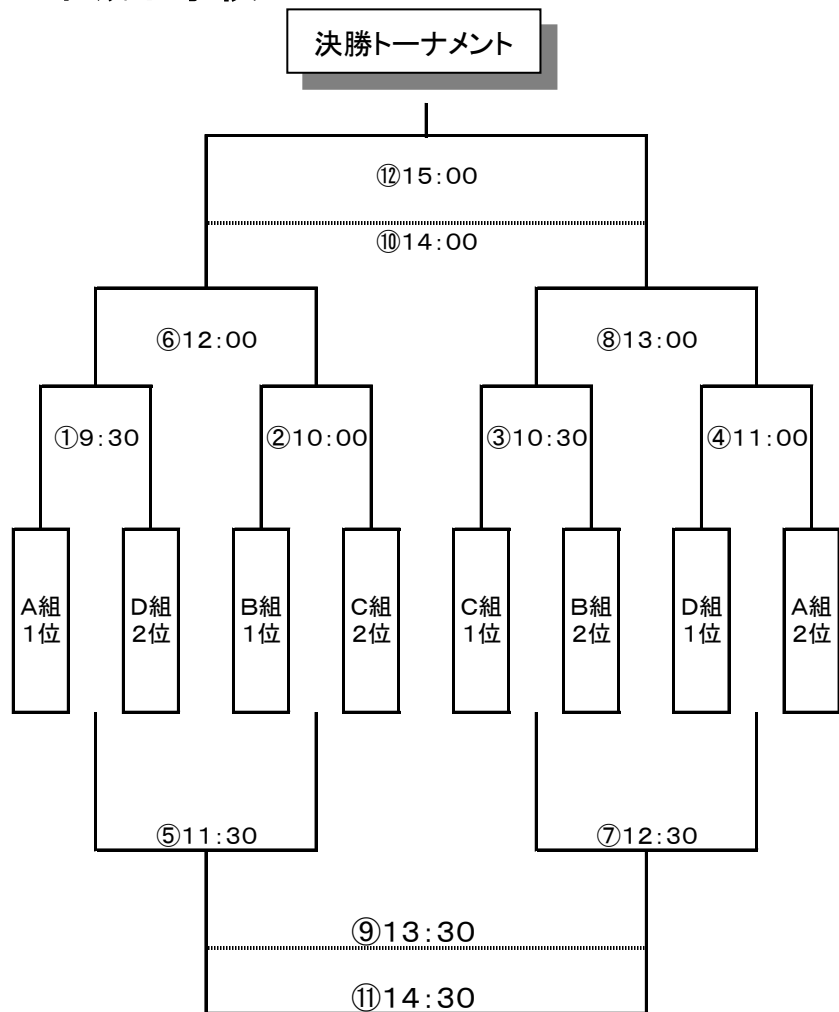 決勝トーナメント
⑫15:00
⑩14:00
⑥12:00
⑧13:00
①9:30
②10:00
③10:30
④11:00
A組
1位
D組
2位
B組
1位
C組
2位
C組
1位
B組
2位
D組
1位
A組
2位
⑤11:30
⑦12:30
⑨13:30
⑪14:30